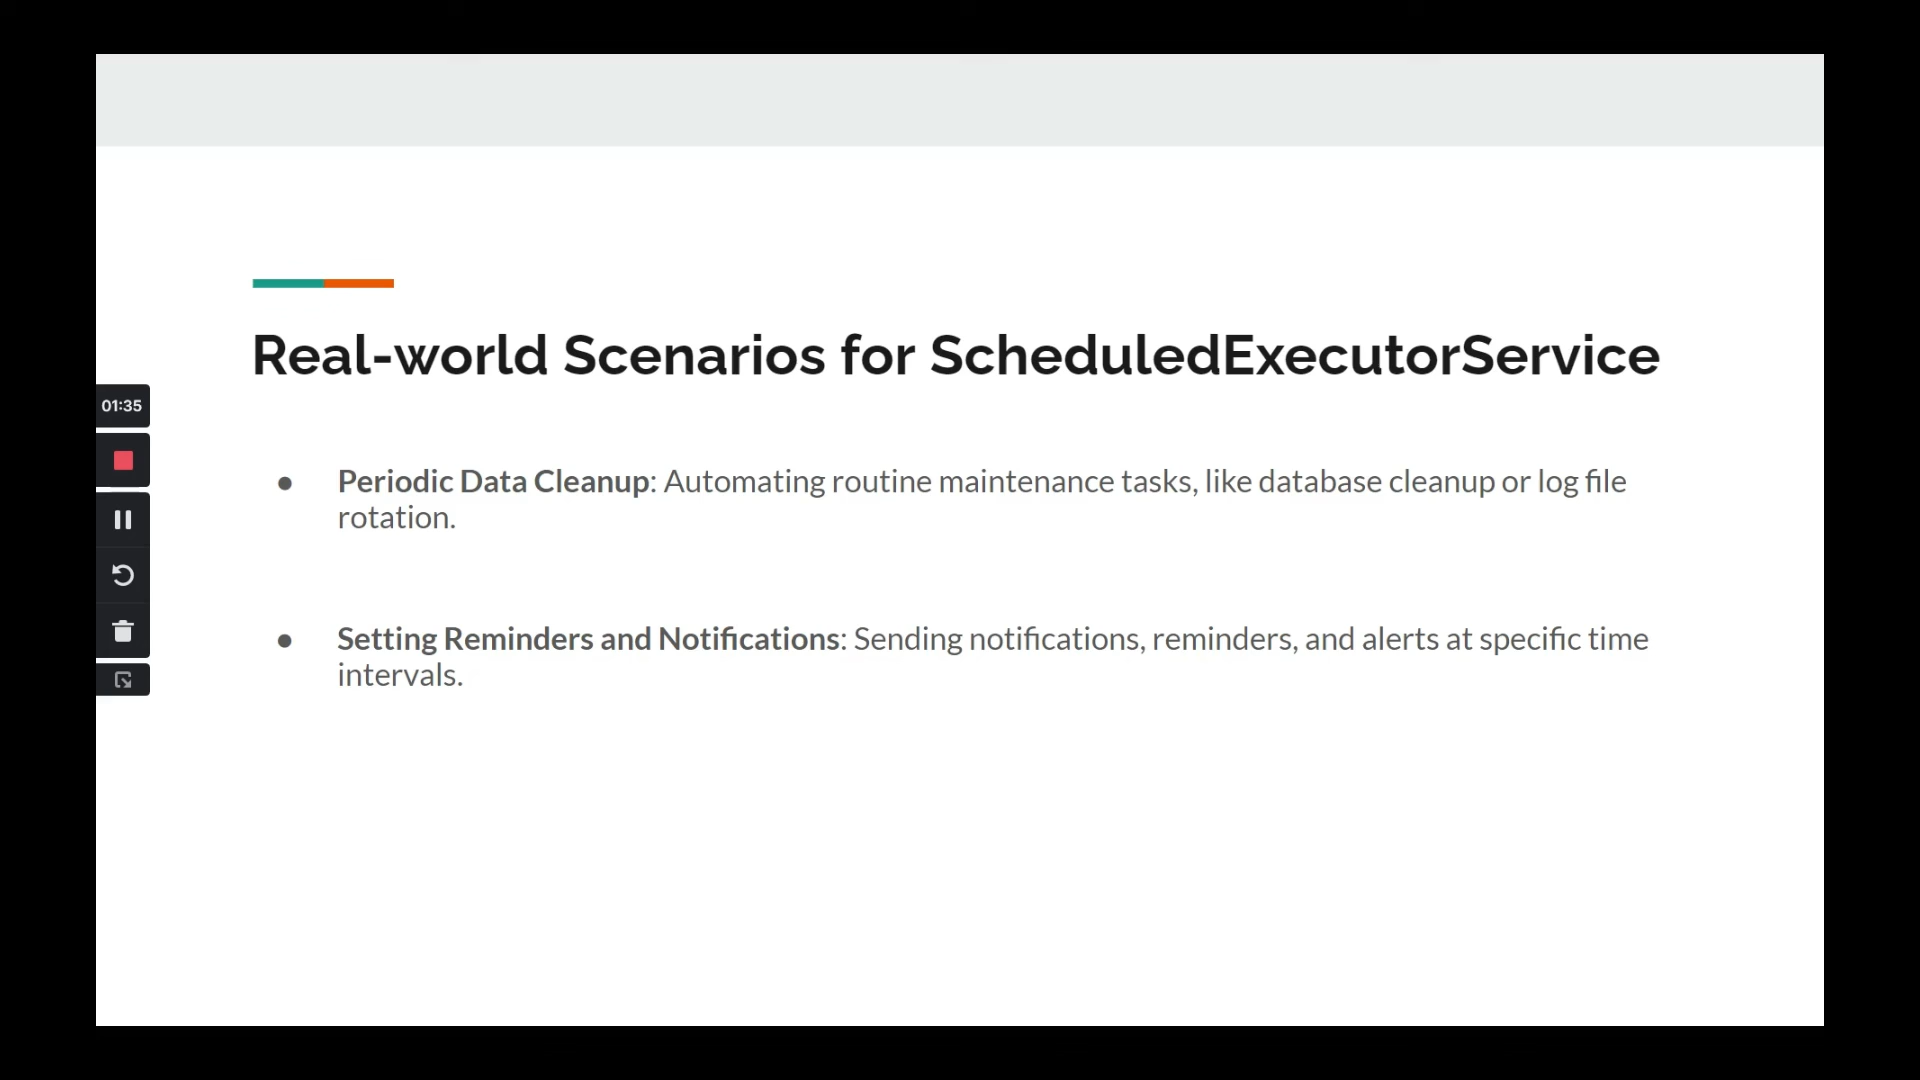 Real-world Scenarios for ScheduledExecutorService
01:35
● Periodic Data Cleanup: Automating routine maintenance tasks, like database cleanup or log file
rotation.
● Setting Reminders and Notifications: Sending notifications, reminders, and alerts at specific time
intervals.